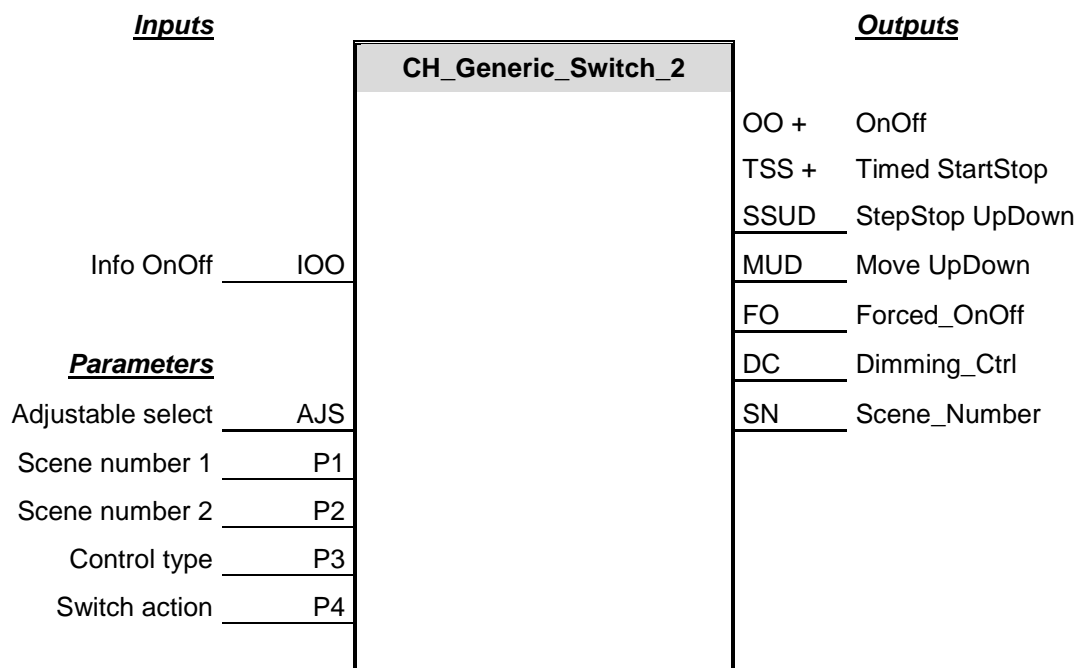 Inputs
Outputs
CH_Generic_Switch_2
OO + OnOff
TSS + Timed StartStop
SSUD StepStop UpDown
Info OnOff IOO MUD Move UpDown
FO Forced_OnOff
Parameters DC Dimming_Ctrl
Adjustable select AJS SN Scene_Number
Scene number 1 P1
Scene number 2 P2
Control type P3
Switch action P4